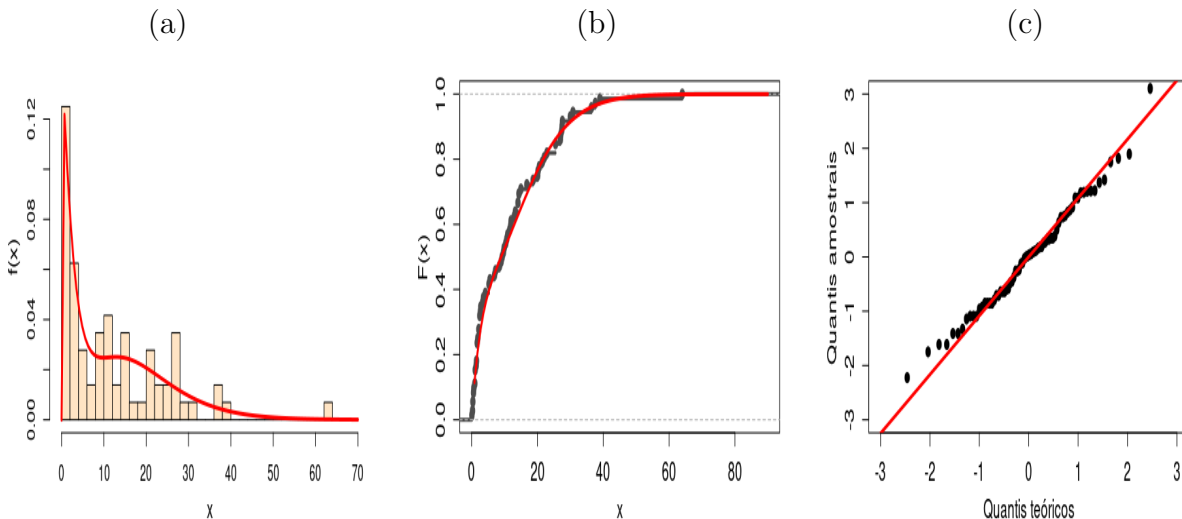 (a)
(b)
(c)
f(x)
0.00
0.04
0.08
0.12
0 10 20 30 40 50 60 70
x
F(x)
0.0 0.2 0.4 0.6 0.8 1.0
0 20 40 60 80
x
Quantis amostrais
-3 -2 -1 0 1 2 3
-3 -2 -1 0 1 2 3
Quantis teóricos